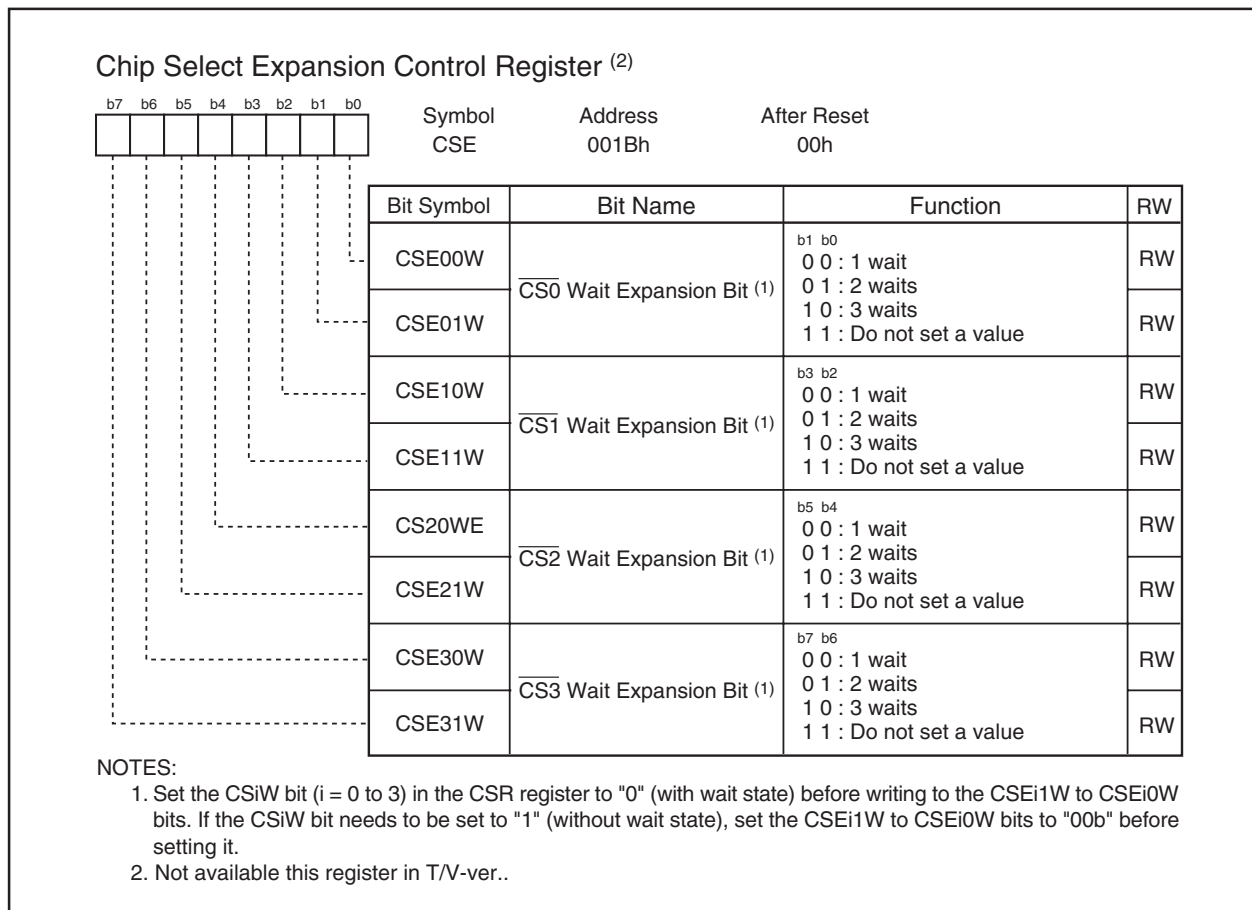 Chip Select Expansion Control Register (2)
b7 b6 b5 b4 b3 b2 b1 b0
Symbol Address After Reset
CSE 001Bh 00h
Bit Symbol Bit Name Function RW
CSE00W RW
CSE01W RW
CS0 Wait Expansion Bit (1)
b1 b0
0 0 : 1 wait
0 1 : 2 waits
1 0 : 3 waits
1 1 : Do not set a value
CSE10W RW
CSE11W RW
CS1 Wait Expansion Bit (1)
b3 b2
0 0 : 1 wait
0 1 : 2 waits
1 0 : 3 waits
1 1 : Do not set a value
CS20WE RW
CSE21W RW
CS2 Wait Expansion Bit (1)
b5 b4
0 0 : 1 wait
0 1 : 2 waits
1 0 : 3 waits
1 1 : Do not set a value
CSE30W RW
CSE31W RW
CS3 Wait Expansion Bit (1)
b7 b6
0 0 : 1 wait
0 1 : 2 waits
1 0 : 3 waits
1 1 : Do not set a value
NOTES:
1. Set the CSiW bit (i = 0 to 3) in the CSR register to "0" (with wait state) before writing to the CSEi1W to CSEi0W
bits. If the CSiW bit needs to be set to "1" (without wait state), set the CSEi1W to CSEi0W bits to "00b" before
setting it.
2. Not available this register in T/V-ver..